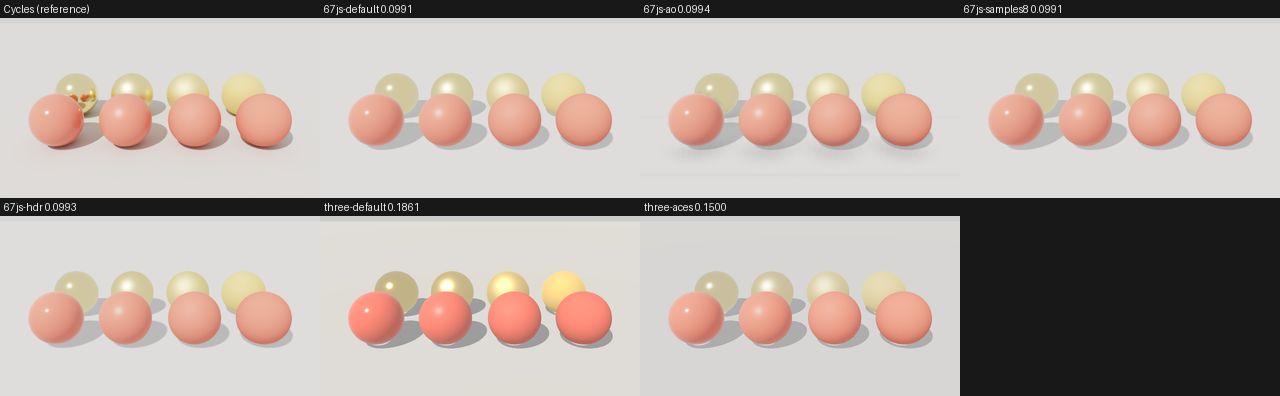 Cycles (reference)
67js-default 0.0991
67js-ao 0.0994
67js-samples8 0.0991
67js-hdr 0.0993
three-default 0.1861
three-aces 0.1500